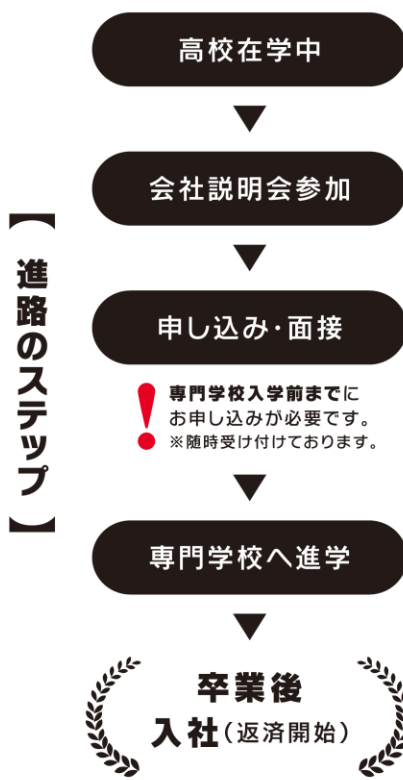 【進路のステップ】
高校在学中
会社説明会参加
申し込み・面接
専門学校入学前までに
お申し込みが必要です。
※随時受け付けております。
専門学校へ進学
卒業後
入社(返済開始)